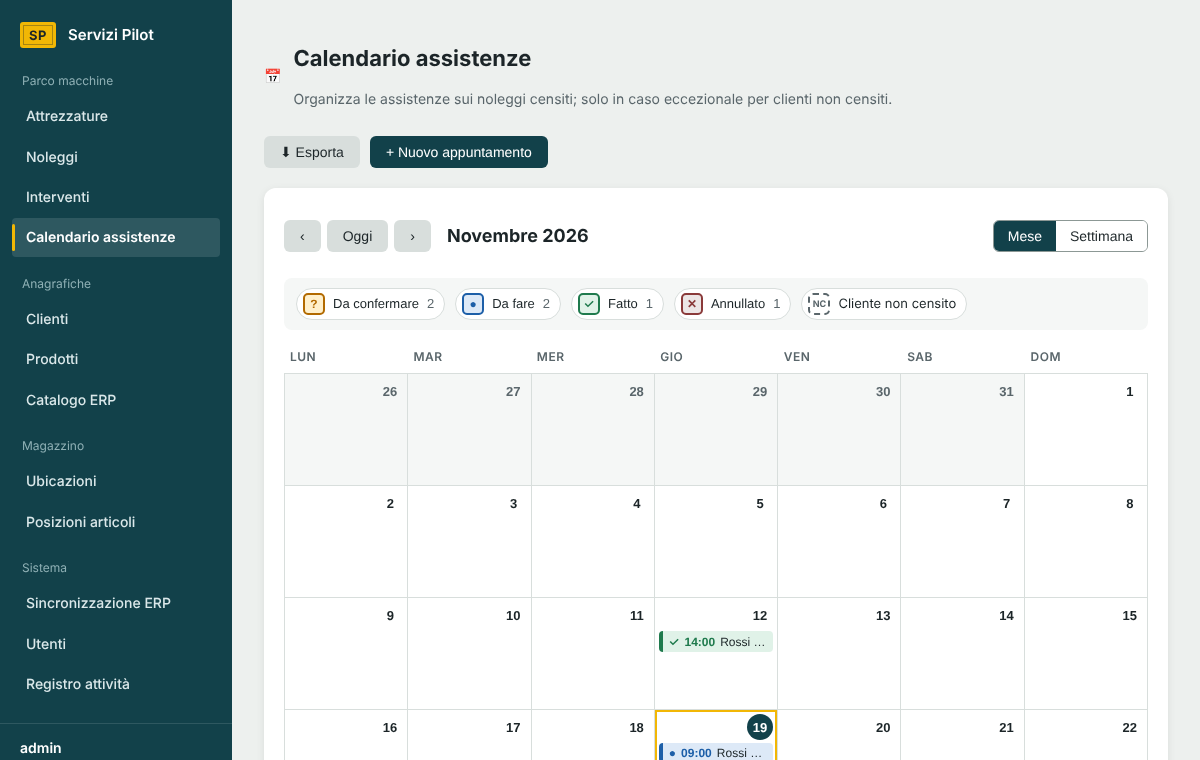 SP Servizi Pilot
Parco macchine
Attrezzature
Noleggi
Interventi
Calendario assistenze
Anagrafiche
Clienti
Prodotti
Catalogo ERP
Magazzino
Ubicazioni
Posizioni articoli
Sistema
Sincronizzazione ERP
Utenti
Registro attività
admin
📅 Calendario assistenze
Organizza le assistenze sui noleggi censiti; solo in caso eccezionale per clienti non censiti.
⬇ Esporta + Nuovo appuntamento
‹ Oggi › Novembre 2026 Mese Settimana
? Da confermare 2 ● Da fare 2 ✓ Fatto 1 ✕ Annullato 1 NC Cliente non censito
LUN MAR MER GIO VEN SAB DOM
26 27 28 29 30 31 1
2 3 4 5 6 7 8
9 10 11 12 13 14 15
✓ 14:00 Rossi …
16 17 18 19 20 21 22
● 09:00 Rossi …